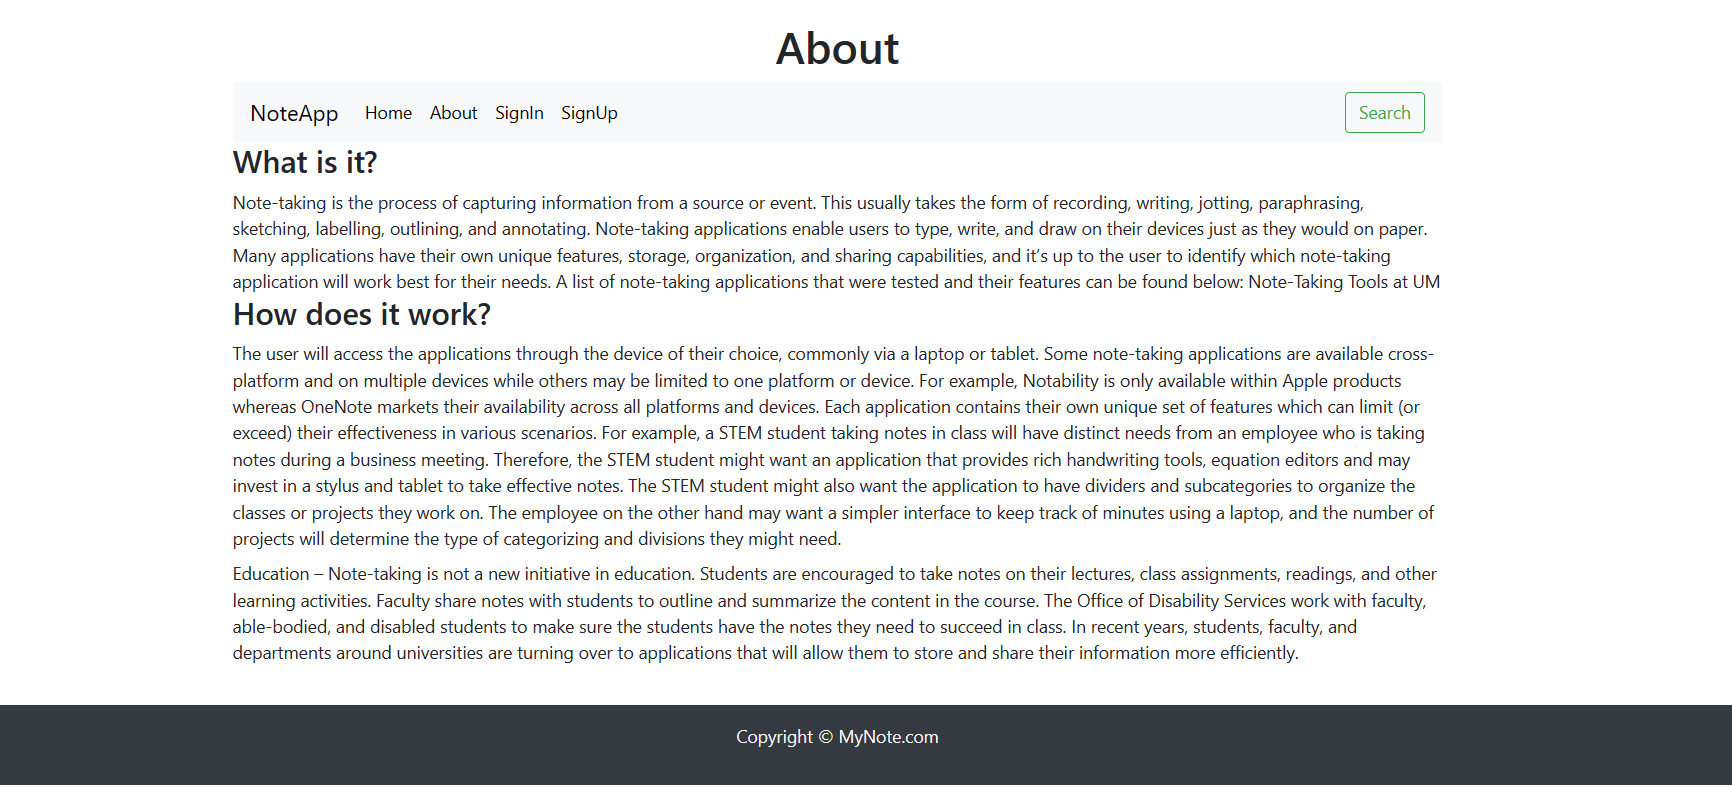 About
NoteApp Home About SignIn SignUp Search
What is it?
Note-taking is the process of capturing information from a source or event. This usually takes the form of recording, writing, jotting, paraphrasing,
sketching, labelling, outlining, and annotating. Note-taking applications enable users to type, write, and draw on their devices just as they would on paper.
Many applications have their own unique features, storage, organization, and sharing capabilities, and it’s up to the user to identify which note-taking
application will work best for their needs. A list of note-taking applications that were tested and their features can be found below: Note-Taking Tools at UM
How does it work?
The user will access the applications through the device of their choice, commonly via a laptop or tablet. Some note-taking applications are available cross-
platform and on multiple devices while others may be limited to one platform or device. For example, Notability is only available within Apple products
whereas OneNote markets their availability across all platforms and devices. Each application contains their own unique set of features which can limit (or
exceed) their effectiveness in various scenarios. For example, a STEM student taking notes in class will have distinct needs from an employee who is taking
notes during a business meeting. Therefore, the STEM student might want an application that provides rich handwriting tools, equation editors and may
invest in a stylus and tablet to take effective notes. The STEM student might also want the application to have dividers and subcategories to organize the
classes or projects they work on. The employee on the other hand may want a simpler interface to keep track of minutes using a laptop, and the number of
projects will determine the type of categorizing and divisions they might need.
Education – Note-taking is not a new initiative in education. Students are encouraged to take notes on their lectures, class assignments, readings, and other
learning activities. Faculty share notes with students to outline and summarize the content in the course. The Office of Disability Services work with faculty,
able-bodied, and disabled students to make sure the students have the notes they need to succeed in class. In recent years, students, faculty, and
departments around universities are turning over to applications that will allow them to store and share their information more efficiently.
Copyright © MyNote.com